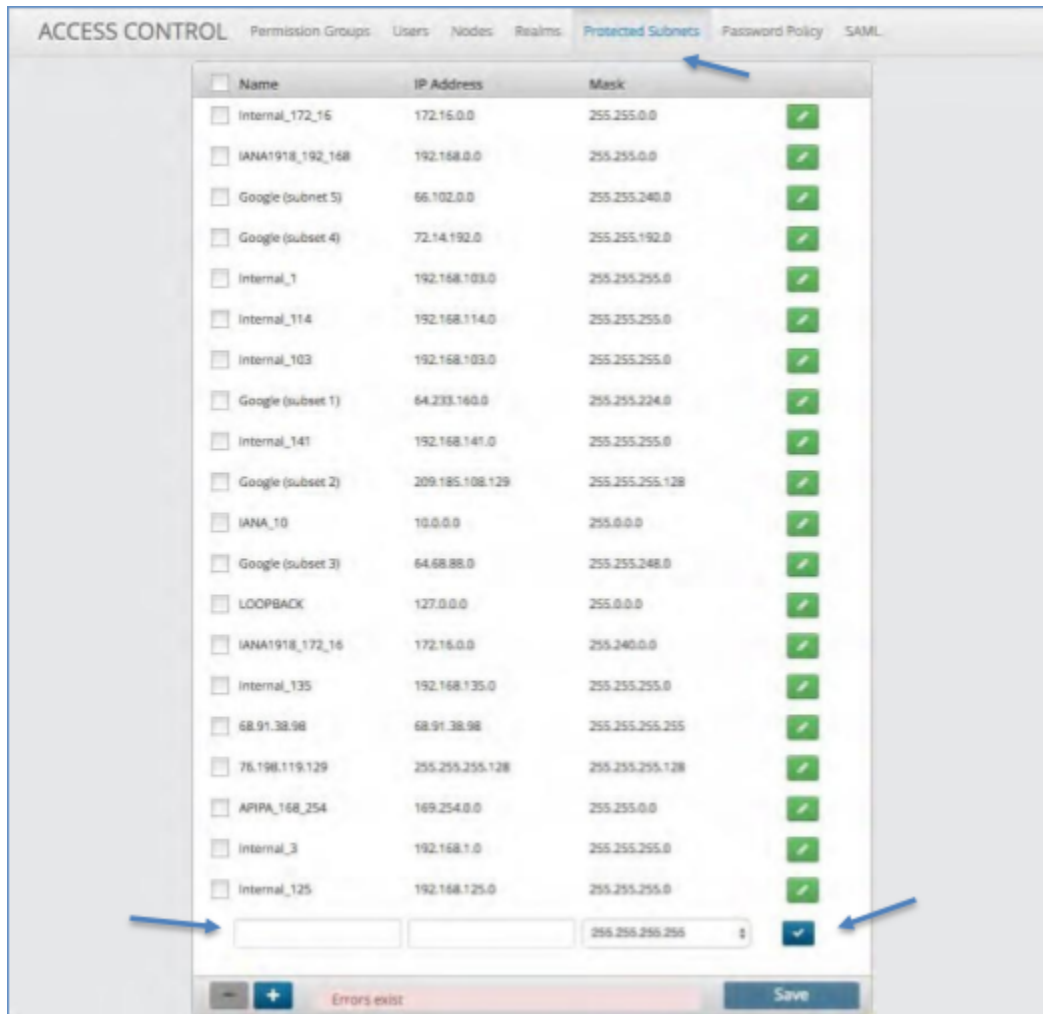 ACCESS CONTROL Permission Groups Users Nodes Realms Protected Subnets Password Policy SAML
Name IP Address Mask
Internal_172_16 172.16.0.0 255.255.0.0
IANA1918_192_168 192.168.0.0 255.255.0.0
Google (subnet 5) 66.102.0.0 255.255.240.0
Google (subset 4) 72.14.192.0 255.255.192.0
Internal_1 192.168.103.0 255.255.255.0
Internal_114 192.168.114.0 255.255.255.0
Internal_103 192.168.103.0 255.255.255.0
Google (subset 1) 64.233.160.0 255.255.224.0
Internal_141 192.168.141.0 255.255.255.0
Google (subset 2) 209.185.108.129 255.255.255.128
IANA_10 10.0.0.0 255.0.0.0
Google (subset 3) 64.68.88.0 255.255.248.0
LOOPBACK 127.0.0.0 255.0.0.0
IANA1918_172_16 172.16.0.0 255.240.0.0
Internal_135 192.168.135.0 255.255.255.0
68.91.38.98 68.91.38.98 255.255.255.255
76.198.119.129 255.255.255.128 255.255.255.128
APIPA_168_254 169.254.0.0 255.255.0.0
Internal_3 192.168.1.0 255.255.255.0
Internal_125 192.168.125.0 255.255.255.0
255.255.255.255
Errors exist Save